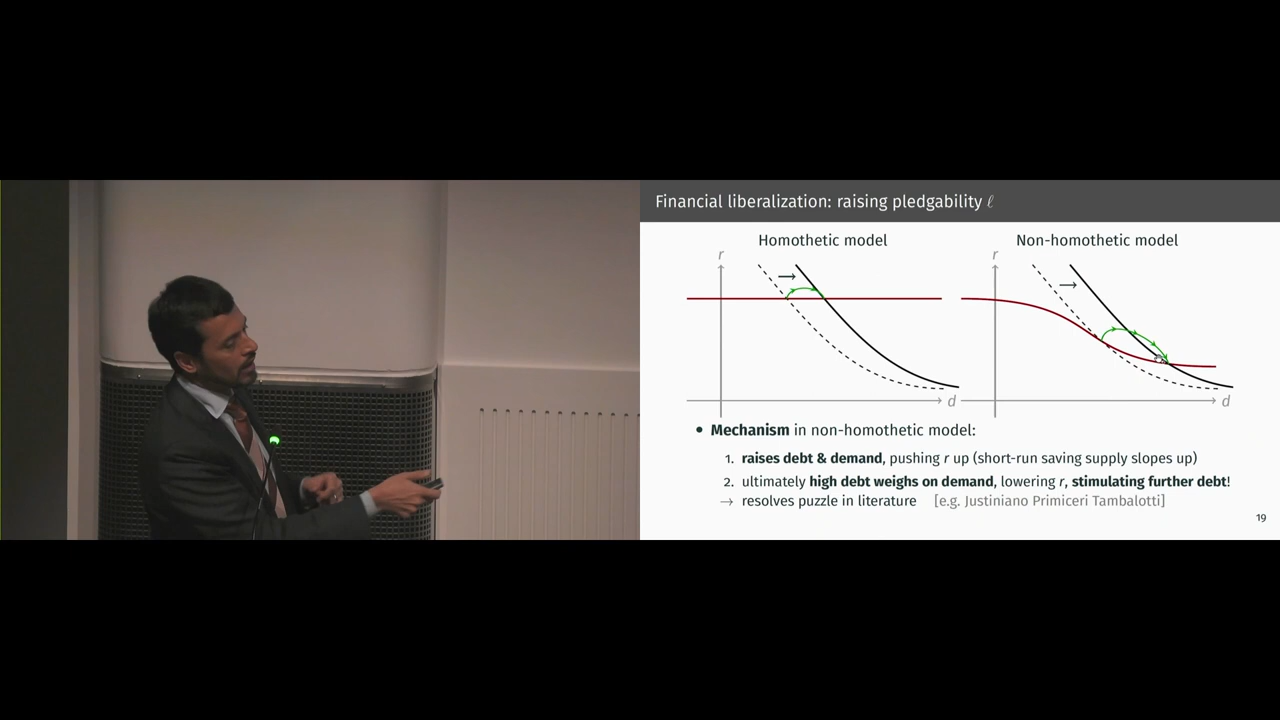 Financial liberalization: raising pledgability ℓ
Homothetic model
Non-homothetic model
r
r
d
d
• Mechanism in non-homothetic model:
1. raises debt & demand, pushing r up (short-run saving supply slopes up)
2. ultimately high debt weighs on demand, lowering r, stimulating further debt!
→ resolves puzzle in literature [e.g. Justiniano Primiceri Tambalotti]
19